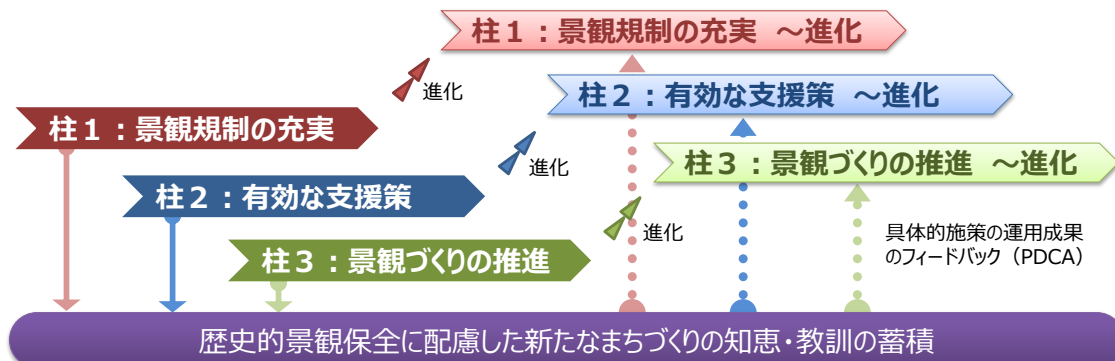 柱１：景観規制の充実 ～進化
進化
柱２：有効な支援策 ～進化
柱１：景観規制の充実
進化
柱３：景観づくりの推進 ～進化
柱２：有効な支援策
進化
具体的施策の運用成果
のフィードバック（PDCA）
柱３：景観づくりの推進
歴史的景観保全に配慮した新たなまちづくりの知恵・教訓の蓄積